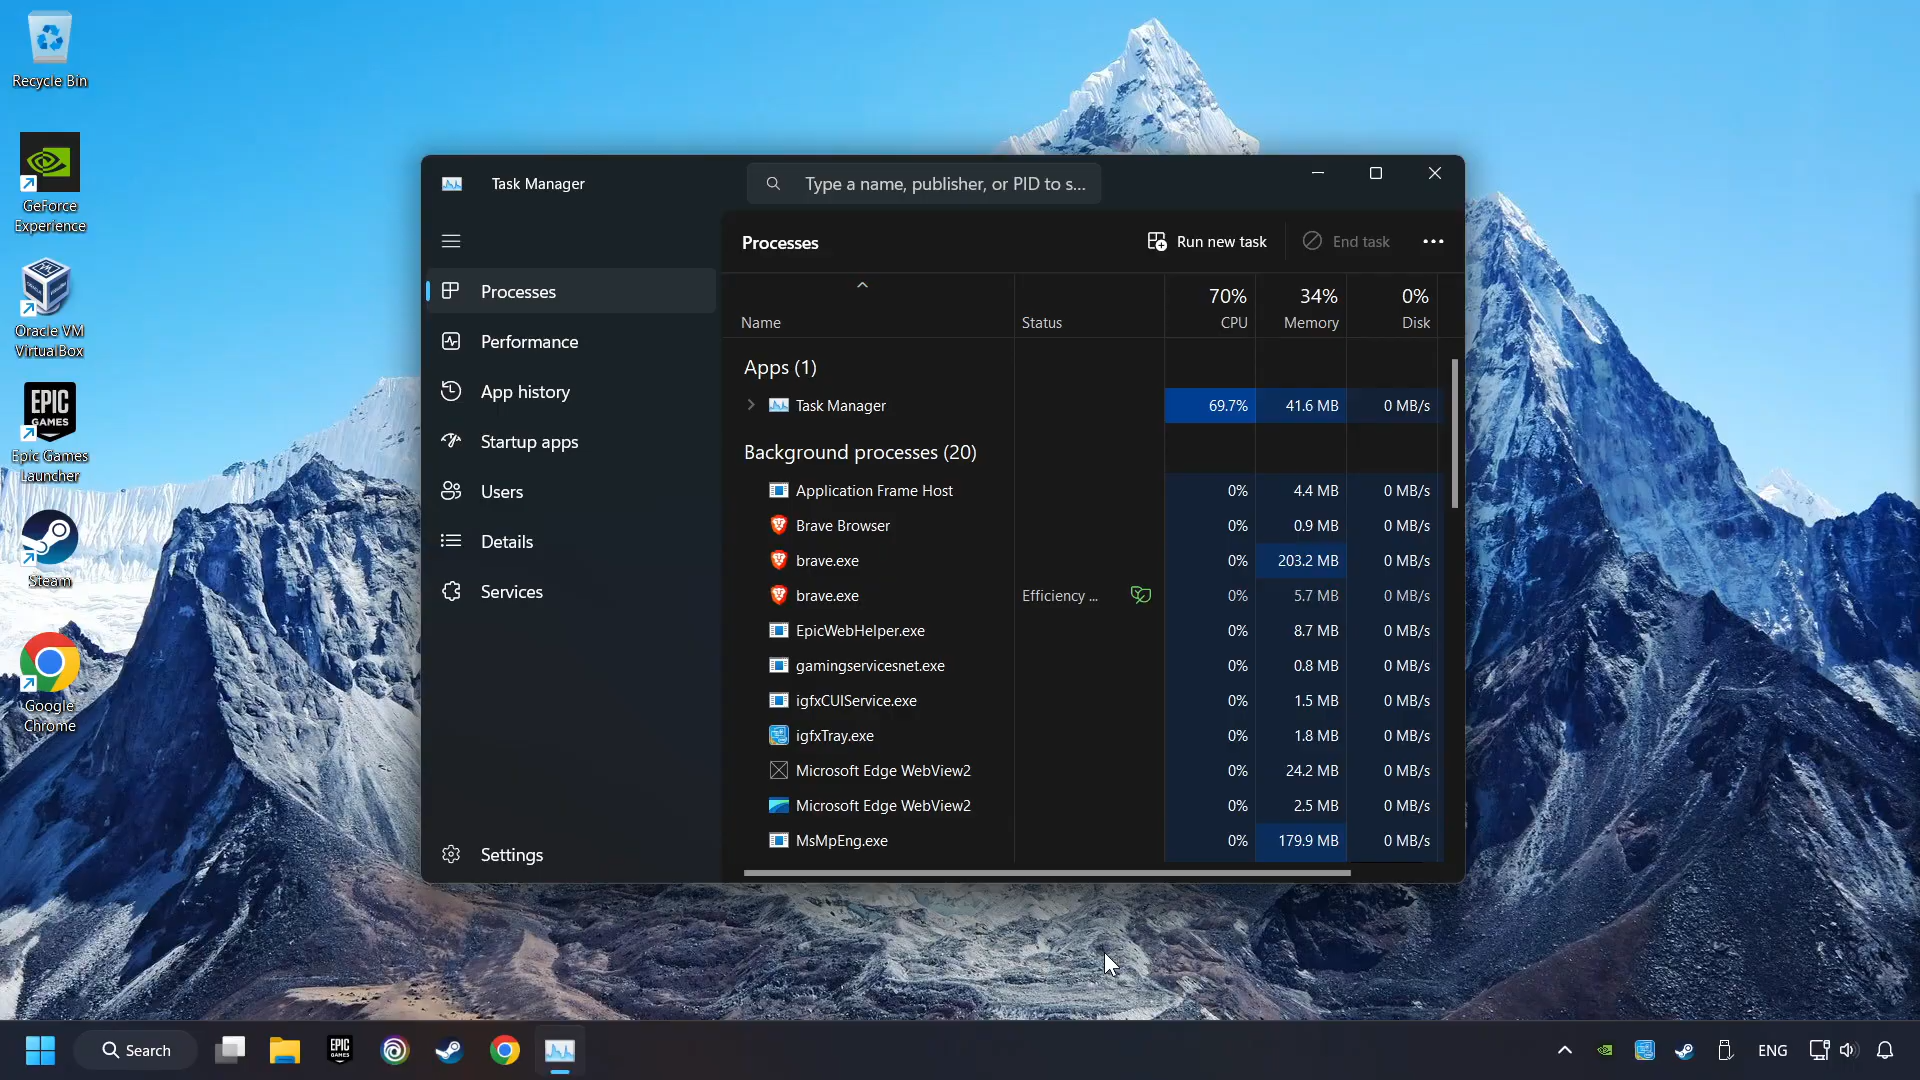 Recycle Bin
GeForce
Experience
Oracle VM
VirtualBox
EPIC
GAMES
Epic Games
Launcher
Steam
Google
Chrome
Task Manager
Type a name, publisher, or PID to s...
Processes
Performance
App history
Startup apps
Users
Details
Services
Settings
Processes
Run new task
End task
70% 34% 0%
Name Status CPU Memory Disk
Apps (1)
Task Manager 69.7% 41.6 MB 0 MB/s
Background processes (20)
Application Frame Host 0% 4.4 MB 0 MB/s
Brave Browser 0% 0.9 MB 0 MB/s
brave.exe 0% 203.2 MB 0 MB/s
brave.exe Efficiency ... 0% 5.7 MB 0 MB/s
EpicWebHelper.exe 0% 8.7 MB 0 MB/s
gamingservicesnet.exe 0% 0.8 MB 0 MB/s
igfxCUIService.exe 0% 1.5 MB 0 MB/s
igfxTray.exe 0% 1.8 MB 0 MB/s
Microsoft Edge WebView2 0% 24.2 MB 0 MB/s
Microsoft Edge WebView2 0% 2.5 MB 0 MB/s
MsMpEng.exe 0% 179.9 MB 0 MB/s
Search
EPIC
GAMES
ENG